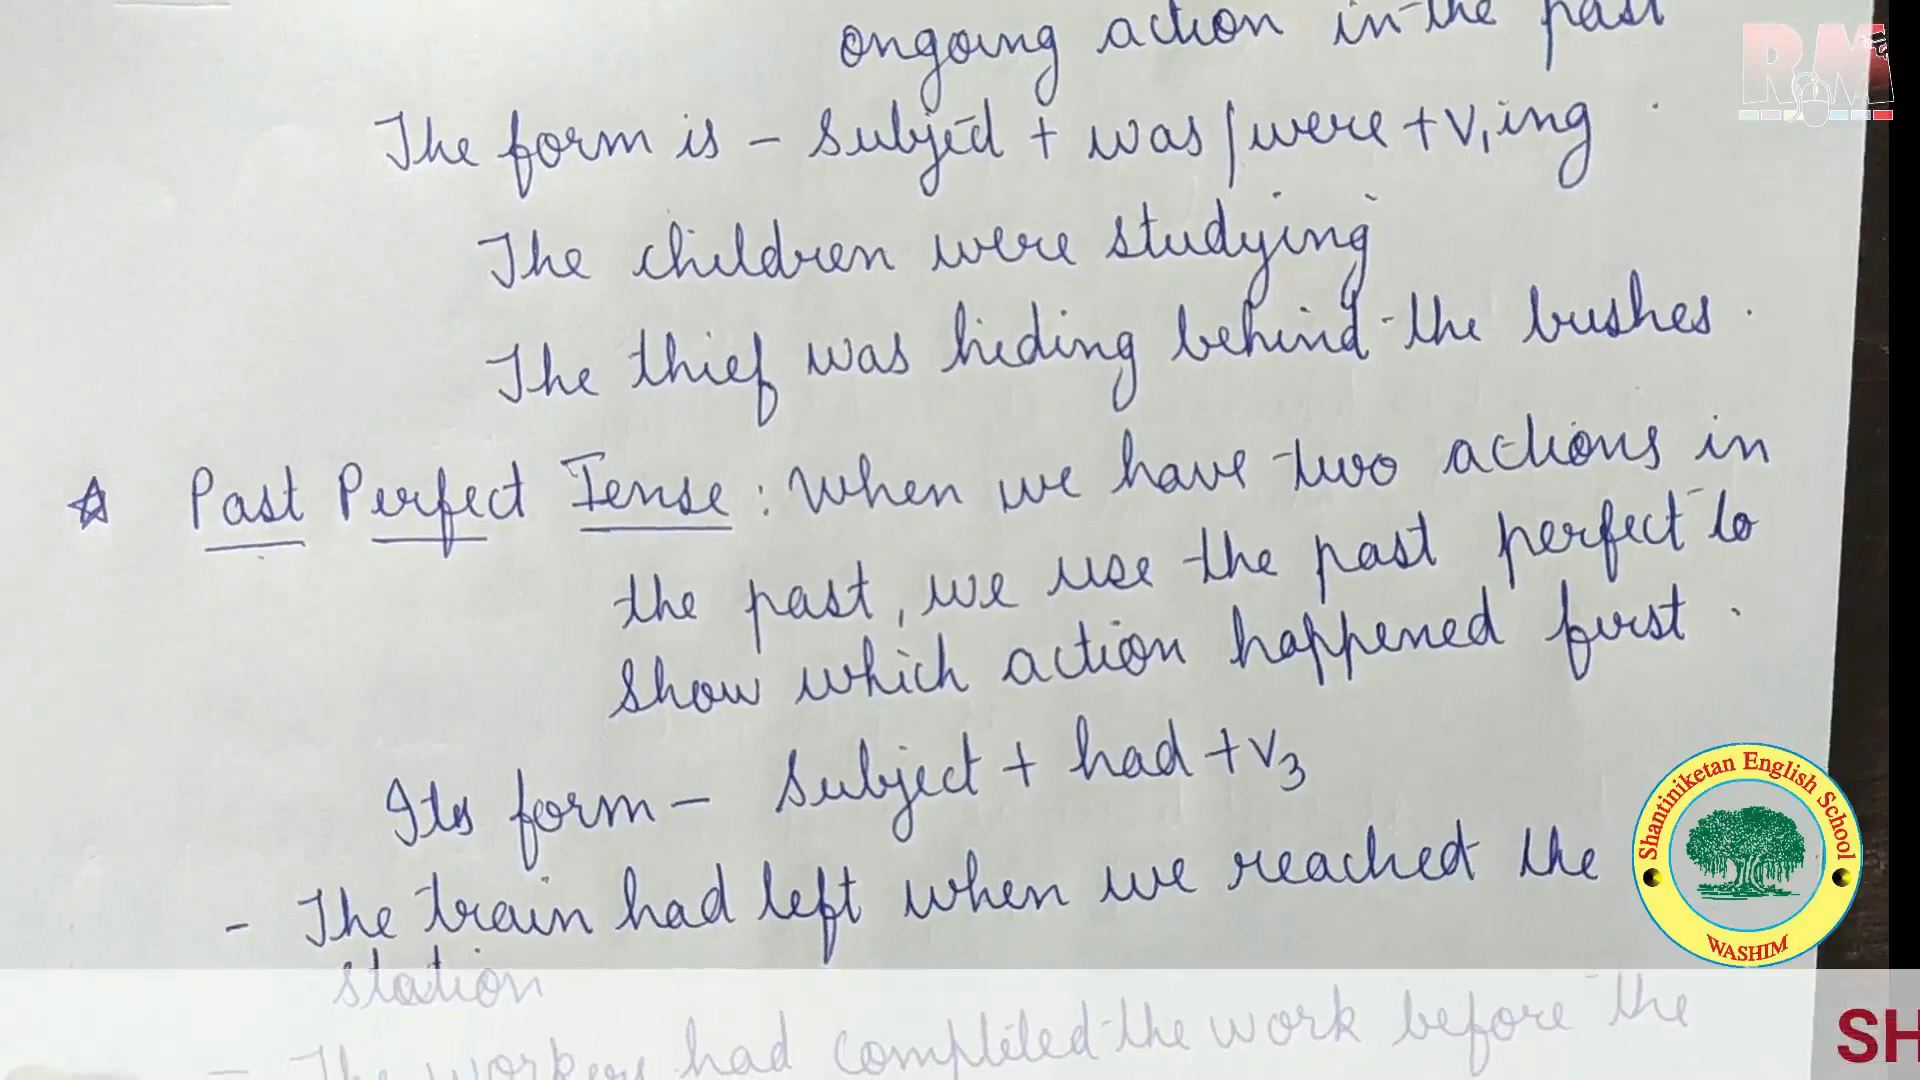 ongoing action in the past
The form is - Subject + was/were + V1ing.
The children were studying
The thief was hiding behind the bushes.
☆ Past Perfect Tense: When we have two actions in
the past, we use the past perfect to
show which action happened first.
Its form - Subject + had + V3
- The train had left when we reached the
station
- The workers had completed the work before the
RM
Shantiniketan English School
WASHIM
SH